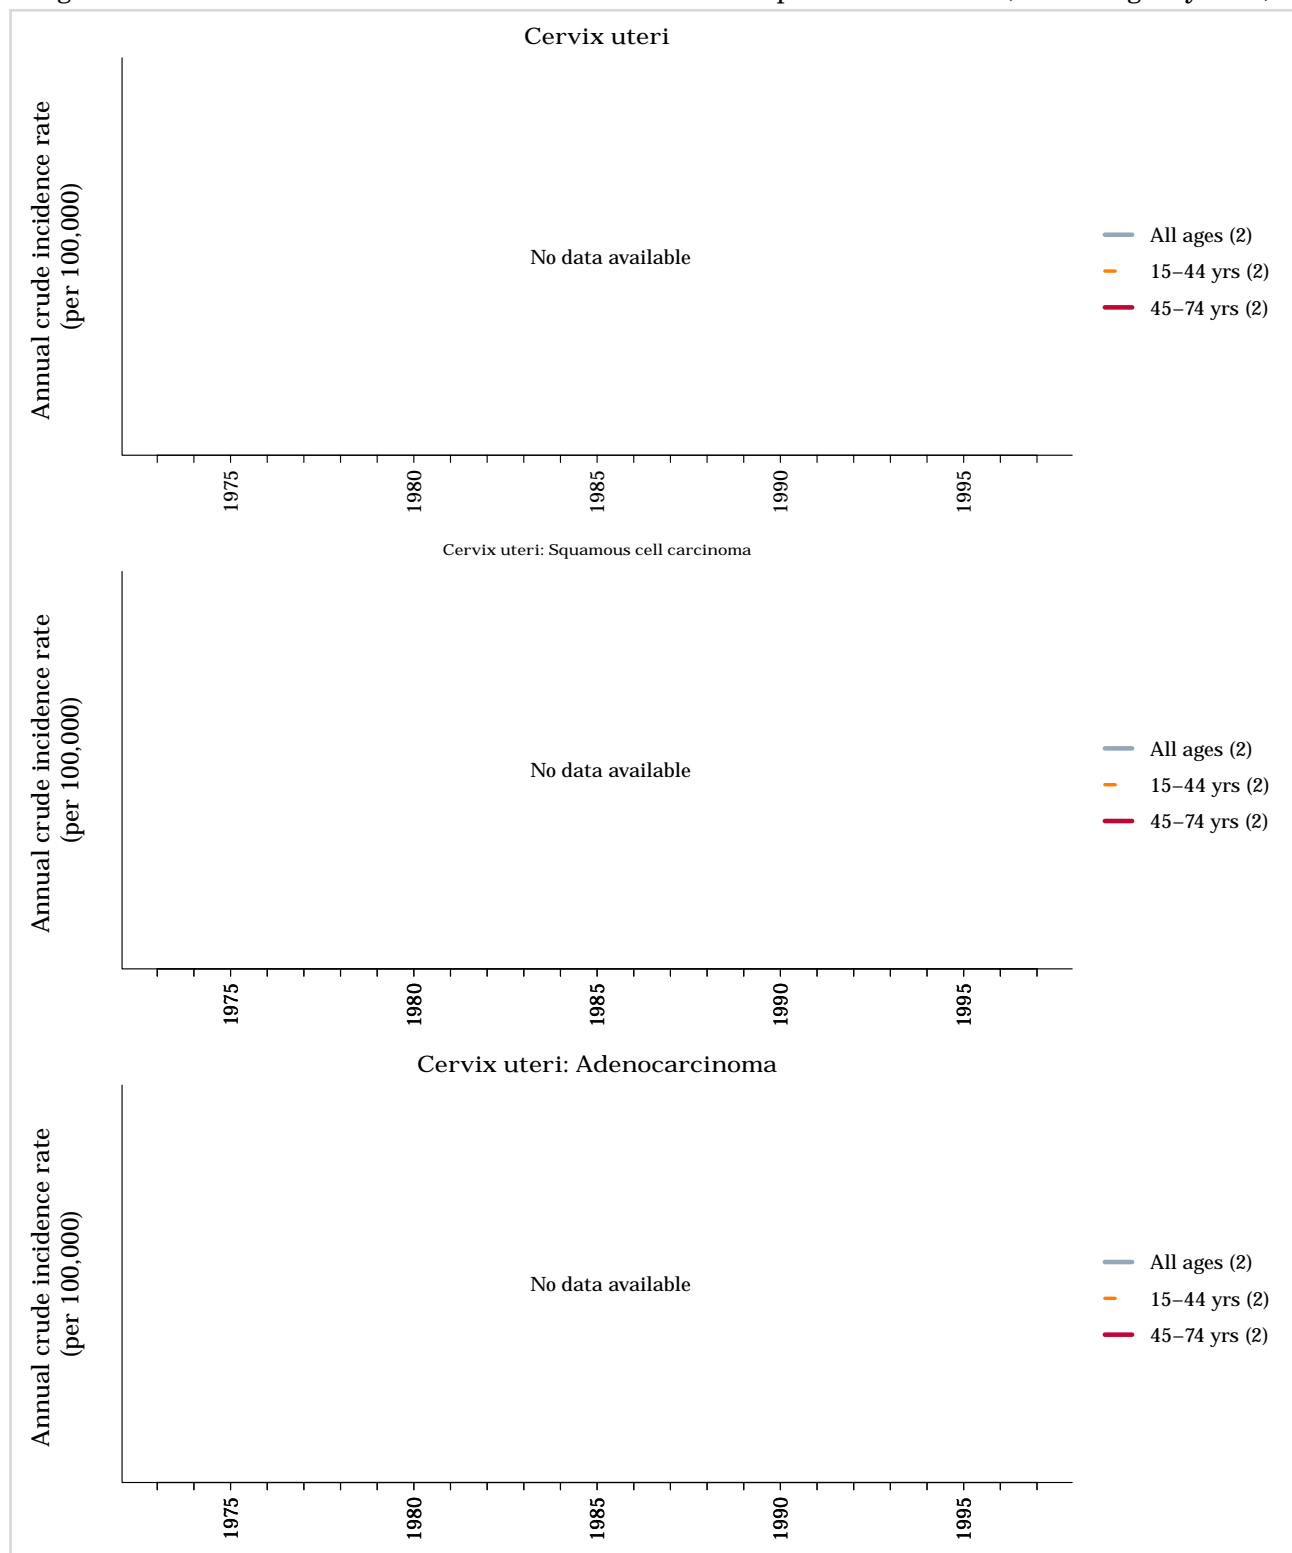 Cervix uteri
Annual crude incidence rate
(per 100,000)
No data available
All ages (2)
15–44 yrs (2)
45–74 yrs (2)
1975
1980
1985
1990
1995
Cervix uteri: Squamous cell carcinoma
Annual crude incidence rate
(per 100,000)
No data available
All ages (2)
15–44 yrs (2)
45–74 yrs (2)
1975
1980
1985
1990
1995
Cervix uteri: Adenocarcinoma
Annual crude incidence rate
(per 100,000)
No data available
All ages (2)
15–44 yrs (2)
45–74 yrs (2)
1975
1980
1985
1990
1995